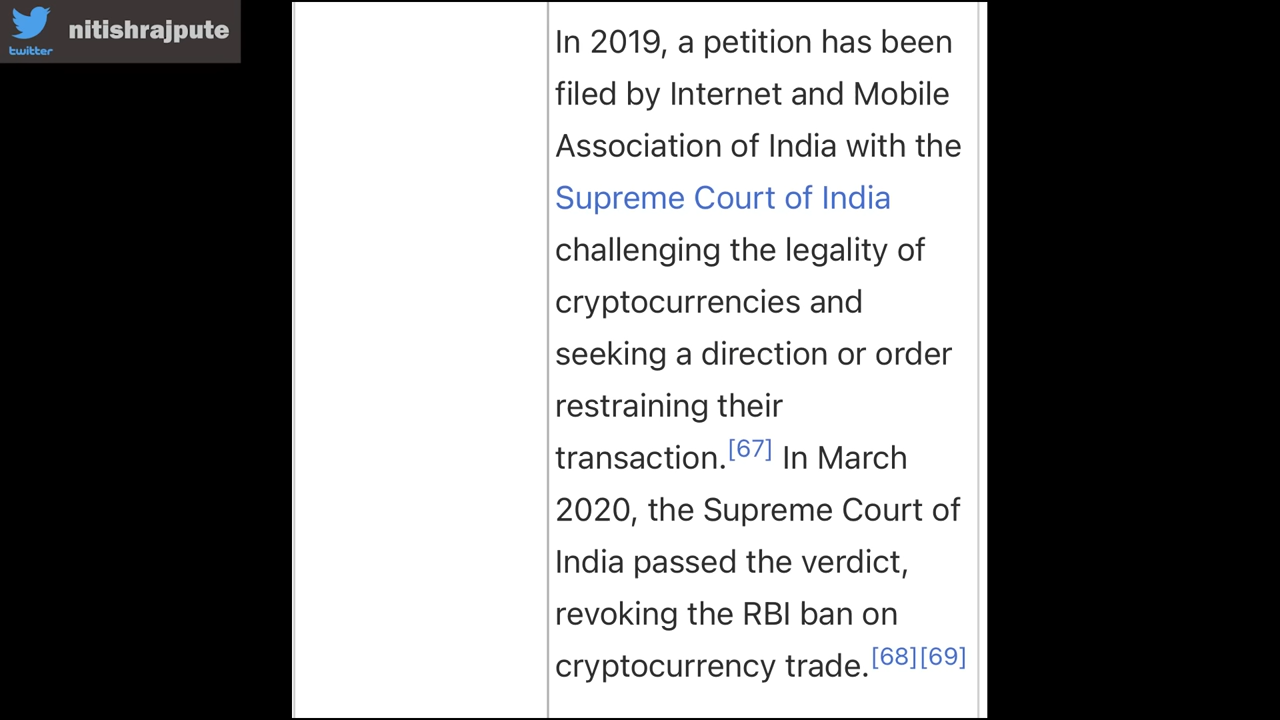 twitter
nitishrajpute
In 2019, a petition has been
filed by Internet and Mobile
Association of India with the
Supreme Court of India
challenging the legality of
cryptocurrencies and
seeking a direction or order
restraining their
transaction.[67] In March
2020, the Supreme Court of
India passed the verdict,
revoking the RBI ban on
cryptocurrency trade.[68][69]